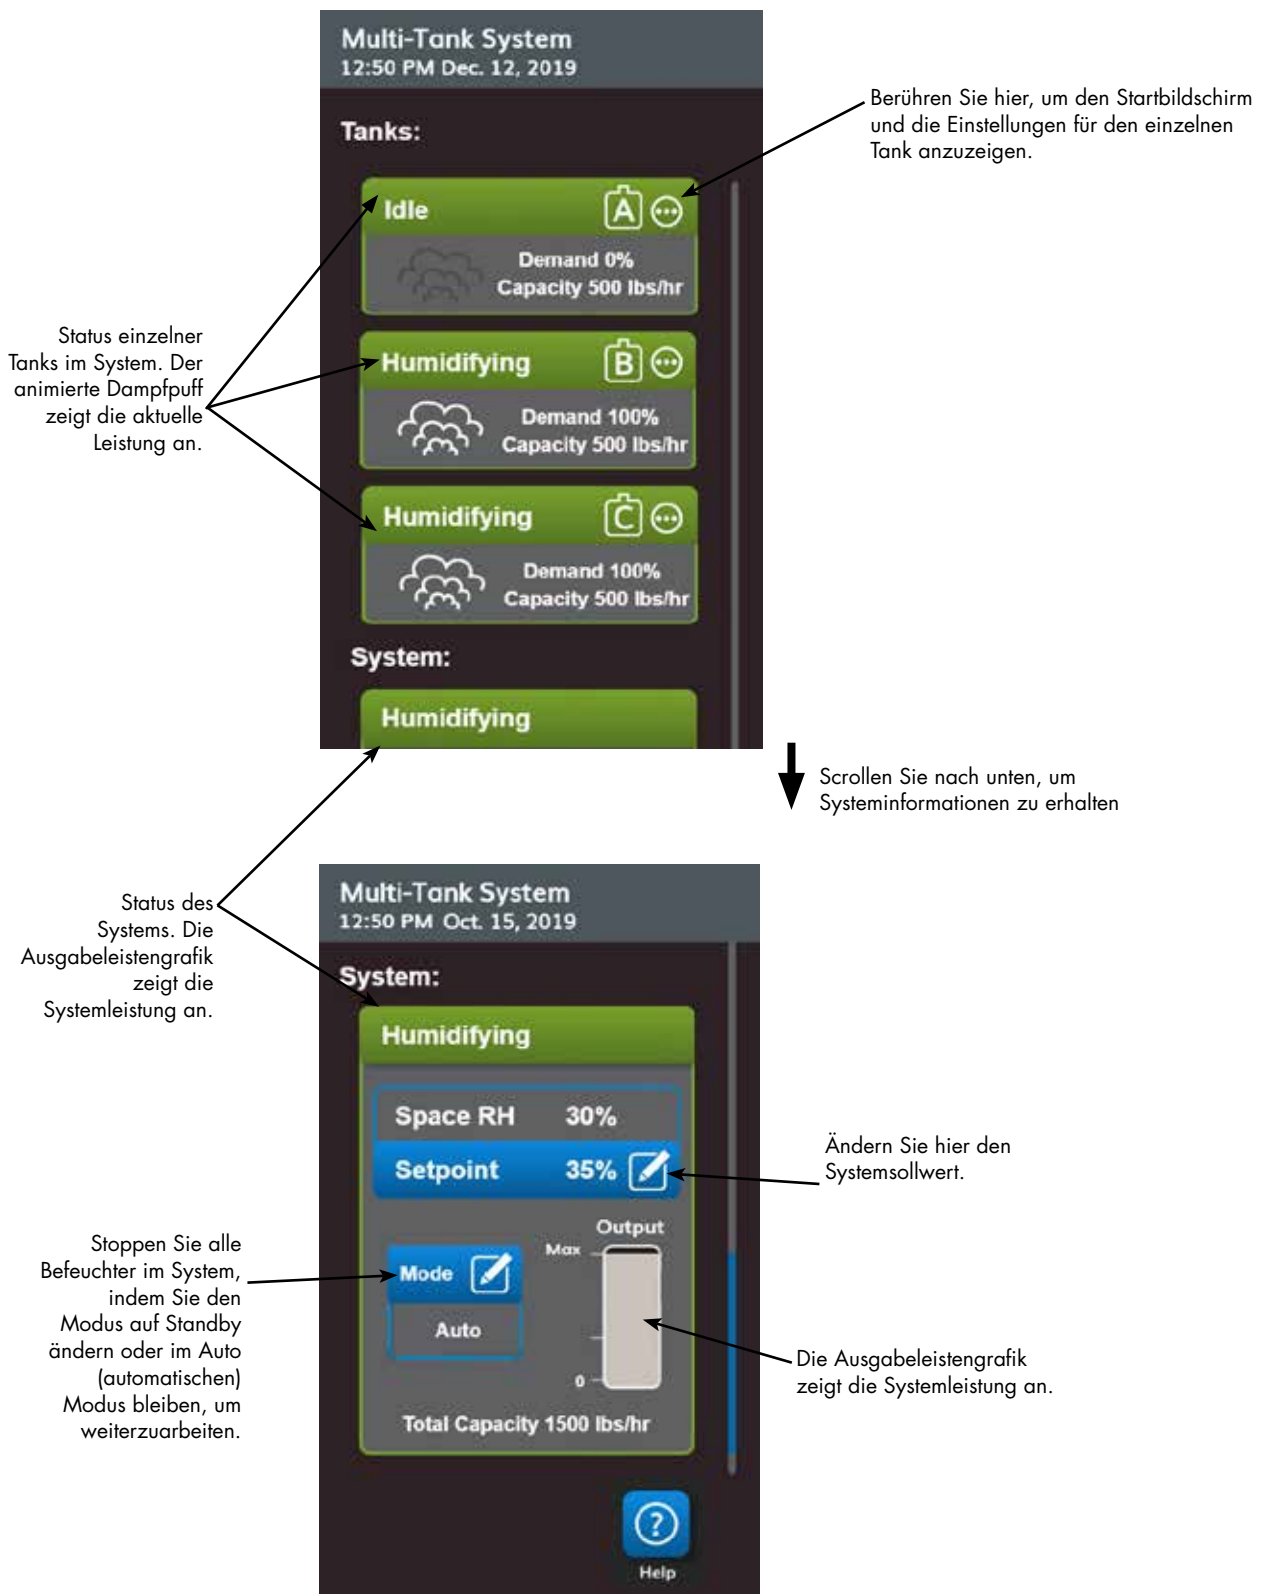 Multi-Tank System
12:50 PM Dec. 12, 2019
Berühren Sie hier, um den Startbildschirm
und die Einstellungen für den einzelnen
Tank anzuzeigen.
Tanks:
Idle
A
Demand 0%
Capacity 500 lbs/hr
Status einzelner
Tanks im System. Der
animierte Dampfpuff
zeigt die aktuelle
Leistung an.
Humidifying
B
Demand 100%
Capacity 500 lbs/hr
Humidifying
C
Demand 100%
Capacity 500 lbs/hr
System:
Humidifying
Scrollen Sie nach unten, um
Systeminformationen zu erhalten
Status des
Systems. Die
Ausgabeleistengrafik
zeigt die
Systemleistung an.
Multi-Tank System
12:50 PM Oct. 15, 2019
System:
Humidifying
Space RH 30%
Setpoint 35%
Ändern Sie hier den
Systemsollwert.
Stoppen Sie alle
Befeuchter im System,
indem Sie den
Modus auf Standby
ändern oder im Auto
(automatischen)
Modus bleiben, um
weiterzuarbeiten.
Mode
Auto
Output
Max
0
Die Ausgabeleistengrafik
zeigt die Systemleistung an.
Total Capacity 1500 lbs/hr
?
Help